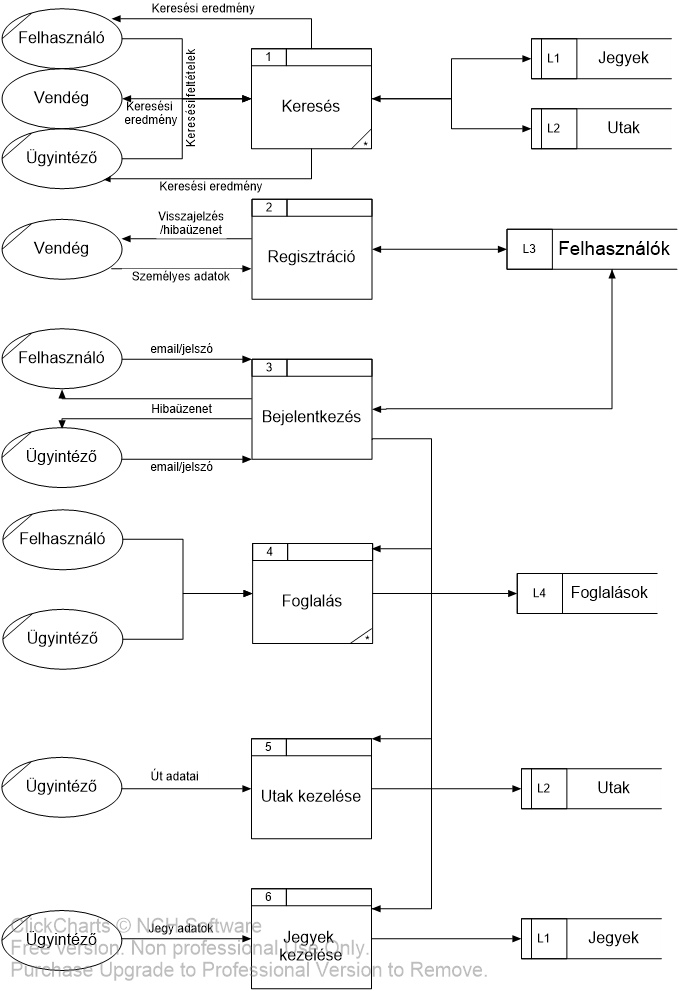 Keresési eredmény
Felhasználó
1
Keresés
*
L1
Jegyek
Vendég
Keresési
eredmény
Keresési feltételek
L2
Utak
Ügyintéző
Keresési eredmény
2
Regisztráció
Visszajelzés
/hibaüzenet
Vendég
Személyes adatok
L3
Felhasználók
Felhasználó
email/jelszó
3
Bejelentkezés
Hibaüzenet
Ügyintéző
email/jelszó
Felhasználó
4
Foglalás
*
L4
Foglalások
Ügyintéző
5
Utak kezelése
Ügyintéző
Út adatai
L2
Utak
6
Jegyek
kezelése
Ügyintéző
Jegy adatok
L1
Jegyek
ClickCharts © NCH Software
Free version. Non professional Use Only.
Purchase Upgrade to Professional Version to Remove.